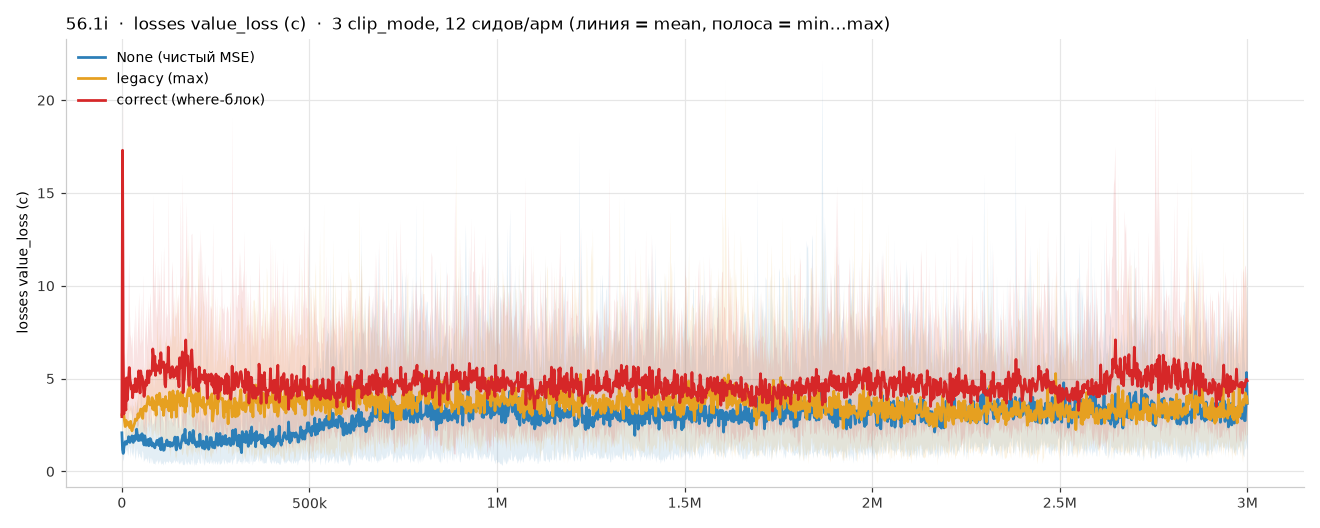 56.1i · losses value_loss (c) · 3 clip_mode, 12 сидов/арм (линия = mean, полоса = min…max)
None (чистый MSE)
legacy (max)
correct (where-блок)
losses value_loss (c)
20
15
10
5
0
0
500k
1M
1.5M
2M
2.5M
3M